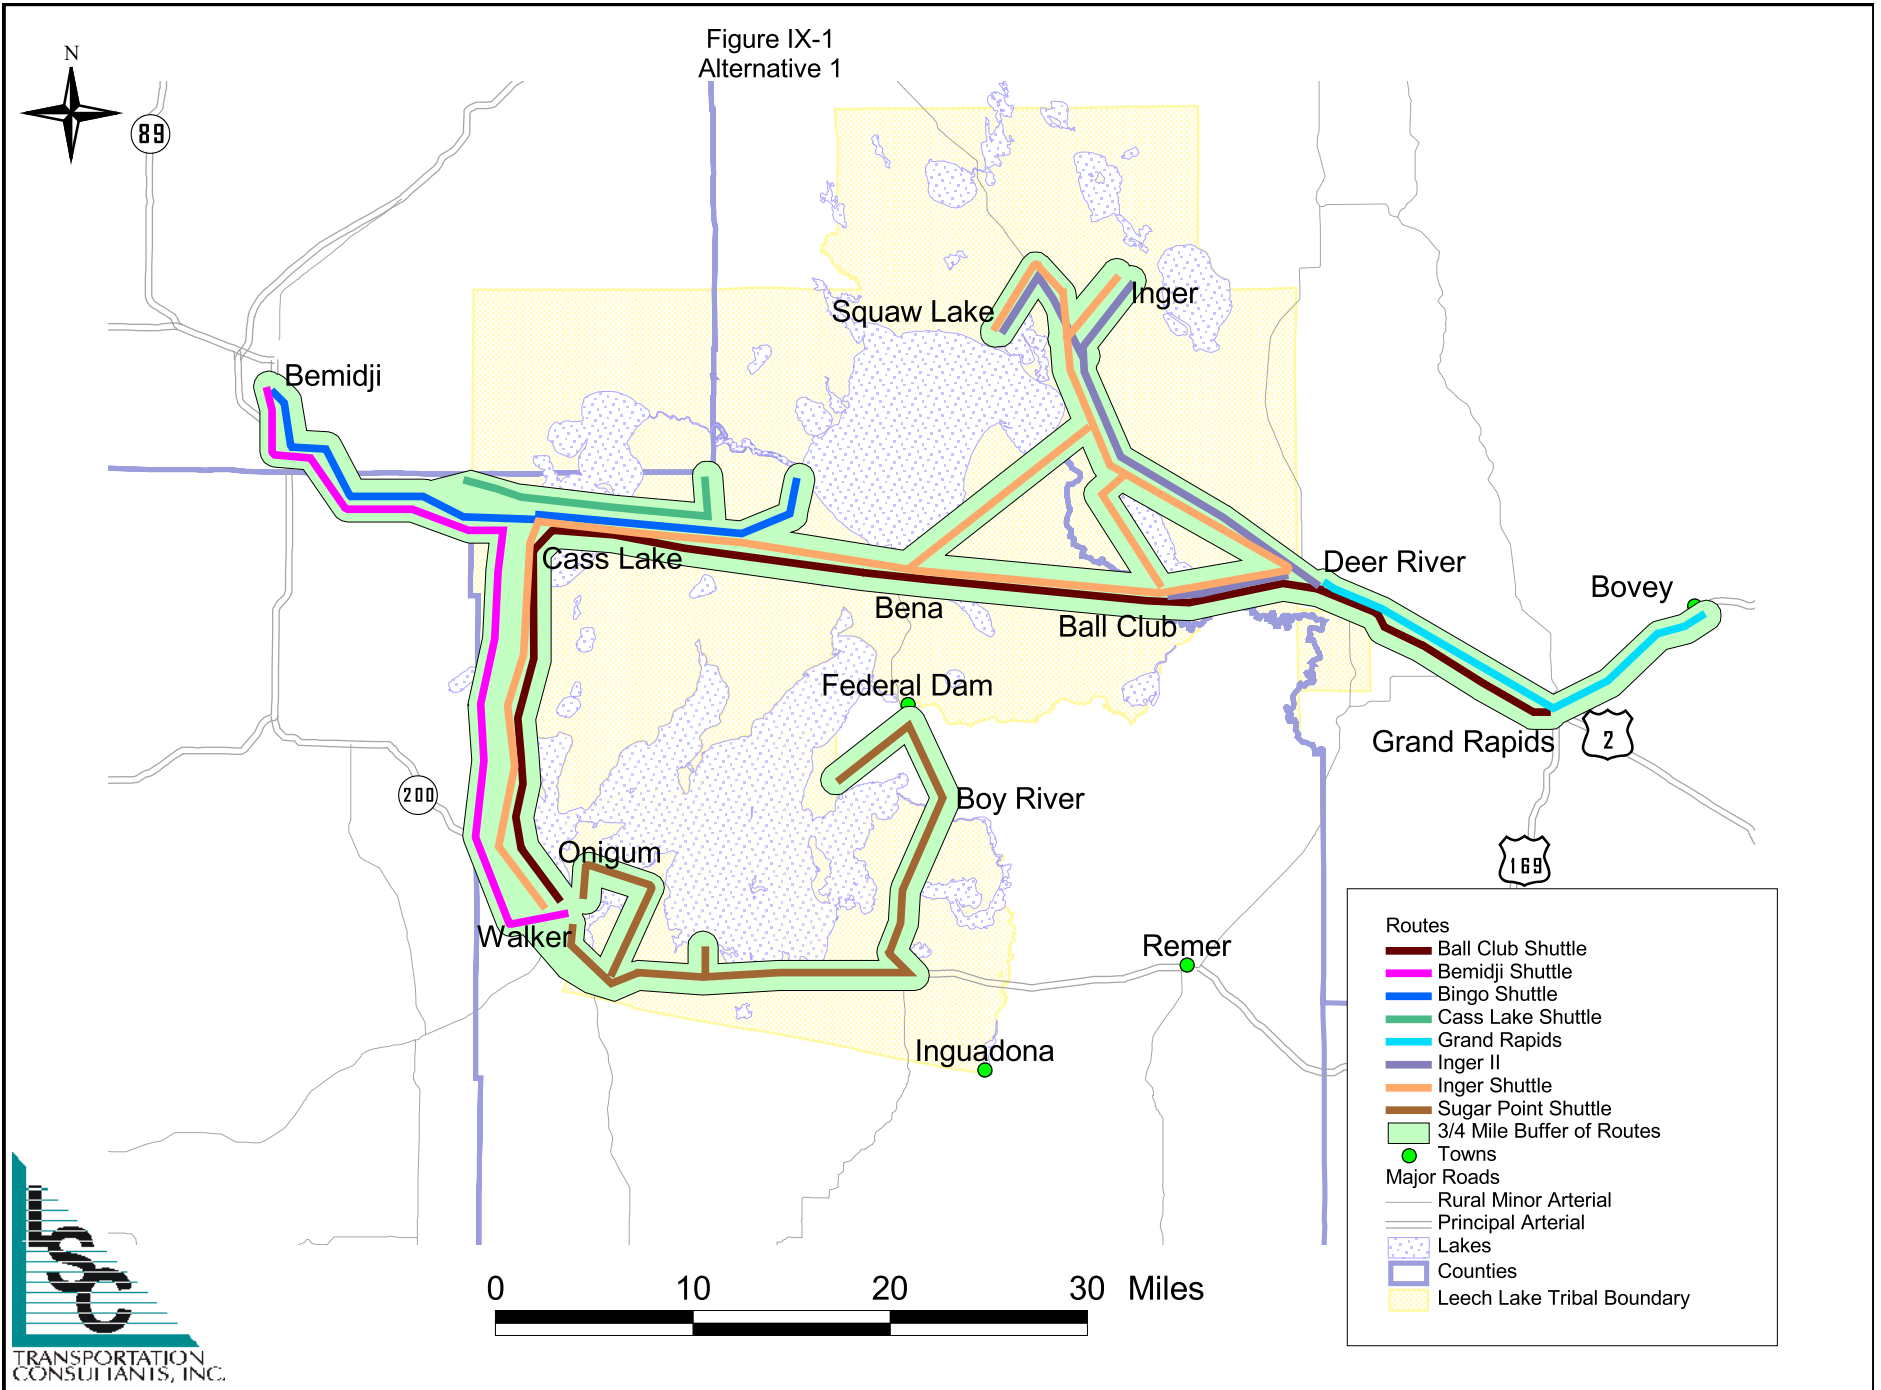 Figure IX-1
Alternative 1
N
89
Squaw Lake
Inger
Bemidji
Cass Lake
Deer River
Bovey
Bena
Ball Club
Federal Dam
Grand Rapids
2
200
Boy River
Onigum
169
Walker
Remer
Inguadona
Routes
Ball Club Shuttle
Bemidji Shuttle
Bingo Shuttle
Cass Lake Shuttle
Grand Rapids
Inger II
Inger Shuttle
Sugar Point Shuttle
3/4 Mile Buffer of Routes
Towns
Major Roads
Rural Minor Arterial
Principal Arterial
Lakes
Counties
Leech Lake Tribal Boundary
0 10 20 30 Miles
LSC
TRANSPORTATION
CONSULTANTS, INC.